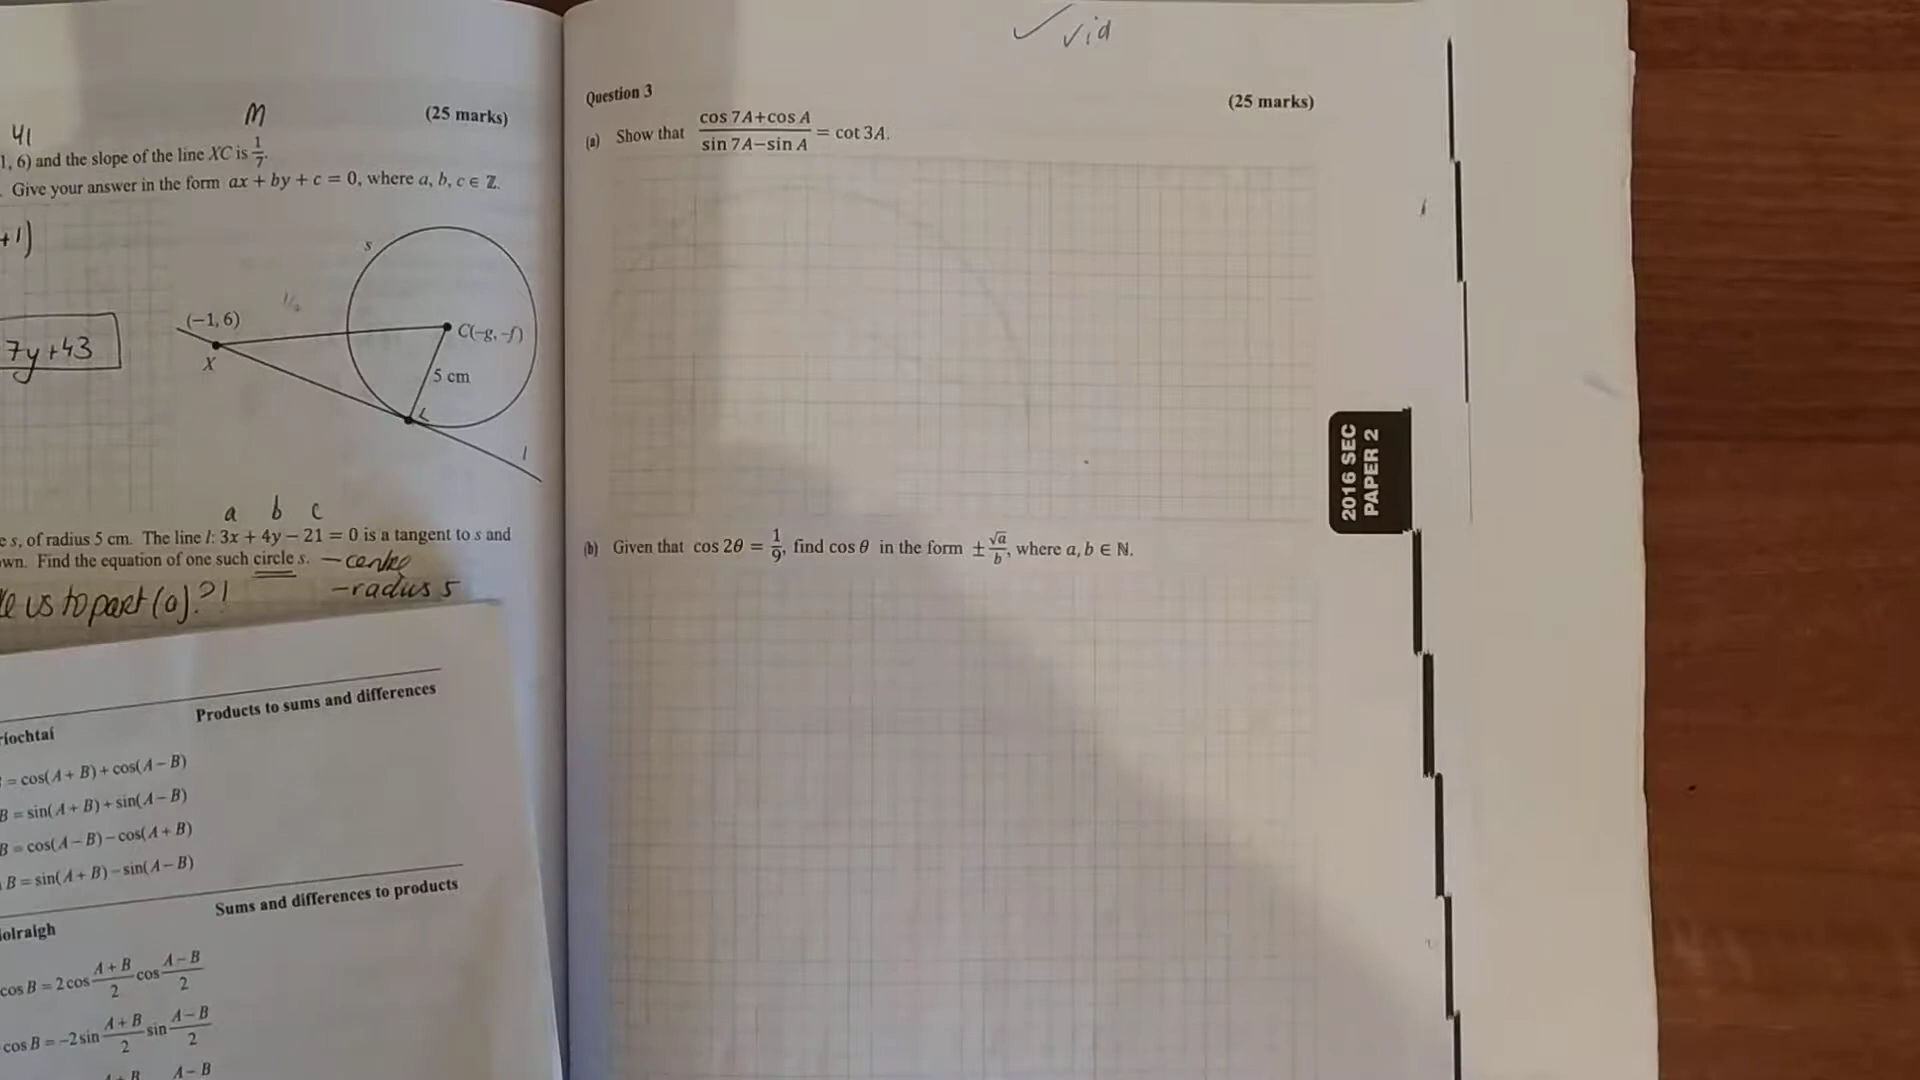 M
(25 marks)
41
1, 6) and the slope of the line XC is 1/7.
. Give your answer in the form ax + by + c = 0, where a, b, c ∈ ℤ.
+1)
s
(−1, 6)
X
C(−g, −f)
5 cm
l
7y+43
a b c
s, of radius 5 cm. The line l: 3x + 4y − 21 = 0 is a tangent to s and
wn. Find the equation of one such circle s. – centre
– radius 5
us to part (a)?!
Products to sums and differences
= cos(A + B) + cos(A − B)
B = sin(A + B) + sin(A − B)
B = cos(A − B) − cos(A + B)
B = sin(A + B) − sin(A − B)
Sums and differences to products
cos B = 2 cos (A + B)/2 cos (A − B)/2
cos B = −2 sin (A + B)/2 sin (A − B)/2
A + B A − B
✓ vid
Question 3
(25 marks)
(a) Show that (cos 7A + cos A)/(sin 7A − sin A) = cot 3A.
(b) Given that cos 2θ = 1/9, find cos θ in the form ± √a/b, where a, b ∈ ℕ.
2016 SEC
PAPER 2